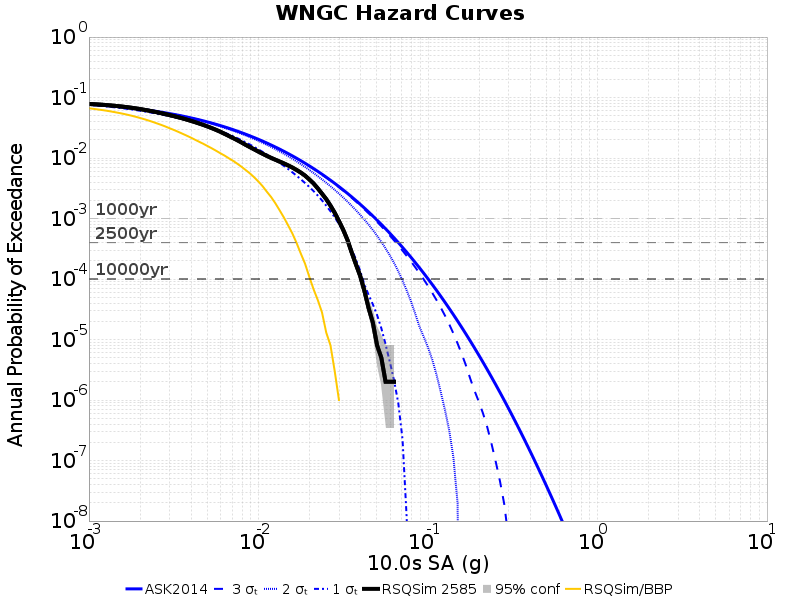 WNGC Hazard Curves
Annual Probability of Exceedance
10^0
10^-1
10^-2
10^-3
10^-4
10^-5
10^-6
10^-7
10^-8
1000yr
2500yr
10000yr
10^-3 10^-2 10^-1 10^0 10^1
10.0s SA (g)
ASK2014 3 σₜ 2 σₜ 1 σₜ RSQSim 2585 95% conf RSQSim/BBP